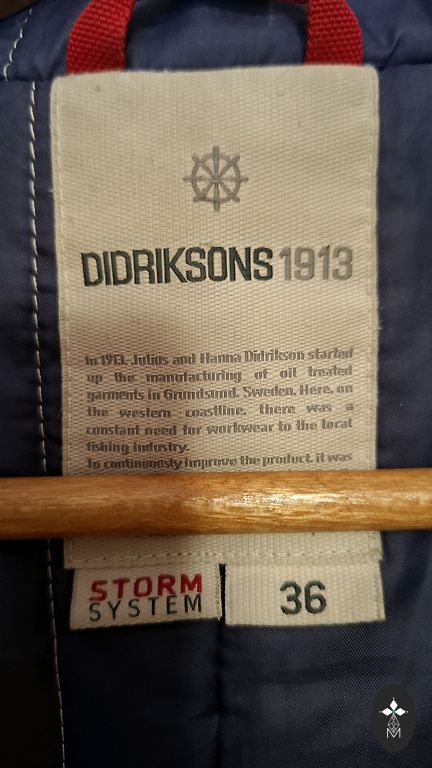 DIDRIKSONS 1913
In 1913, Julius and Hanna Didrikson started
up the manufacturing of oil treated
garments in Grundsund, Sweden. Here, on
the western coastline, there was a
constant need for workwear to the local
fishing industry.
To continuously improve the product, it was
STORM
SYSTEM
36
M